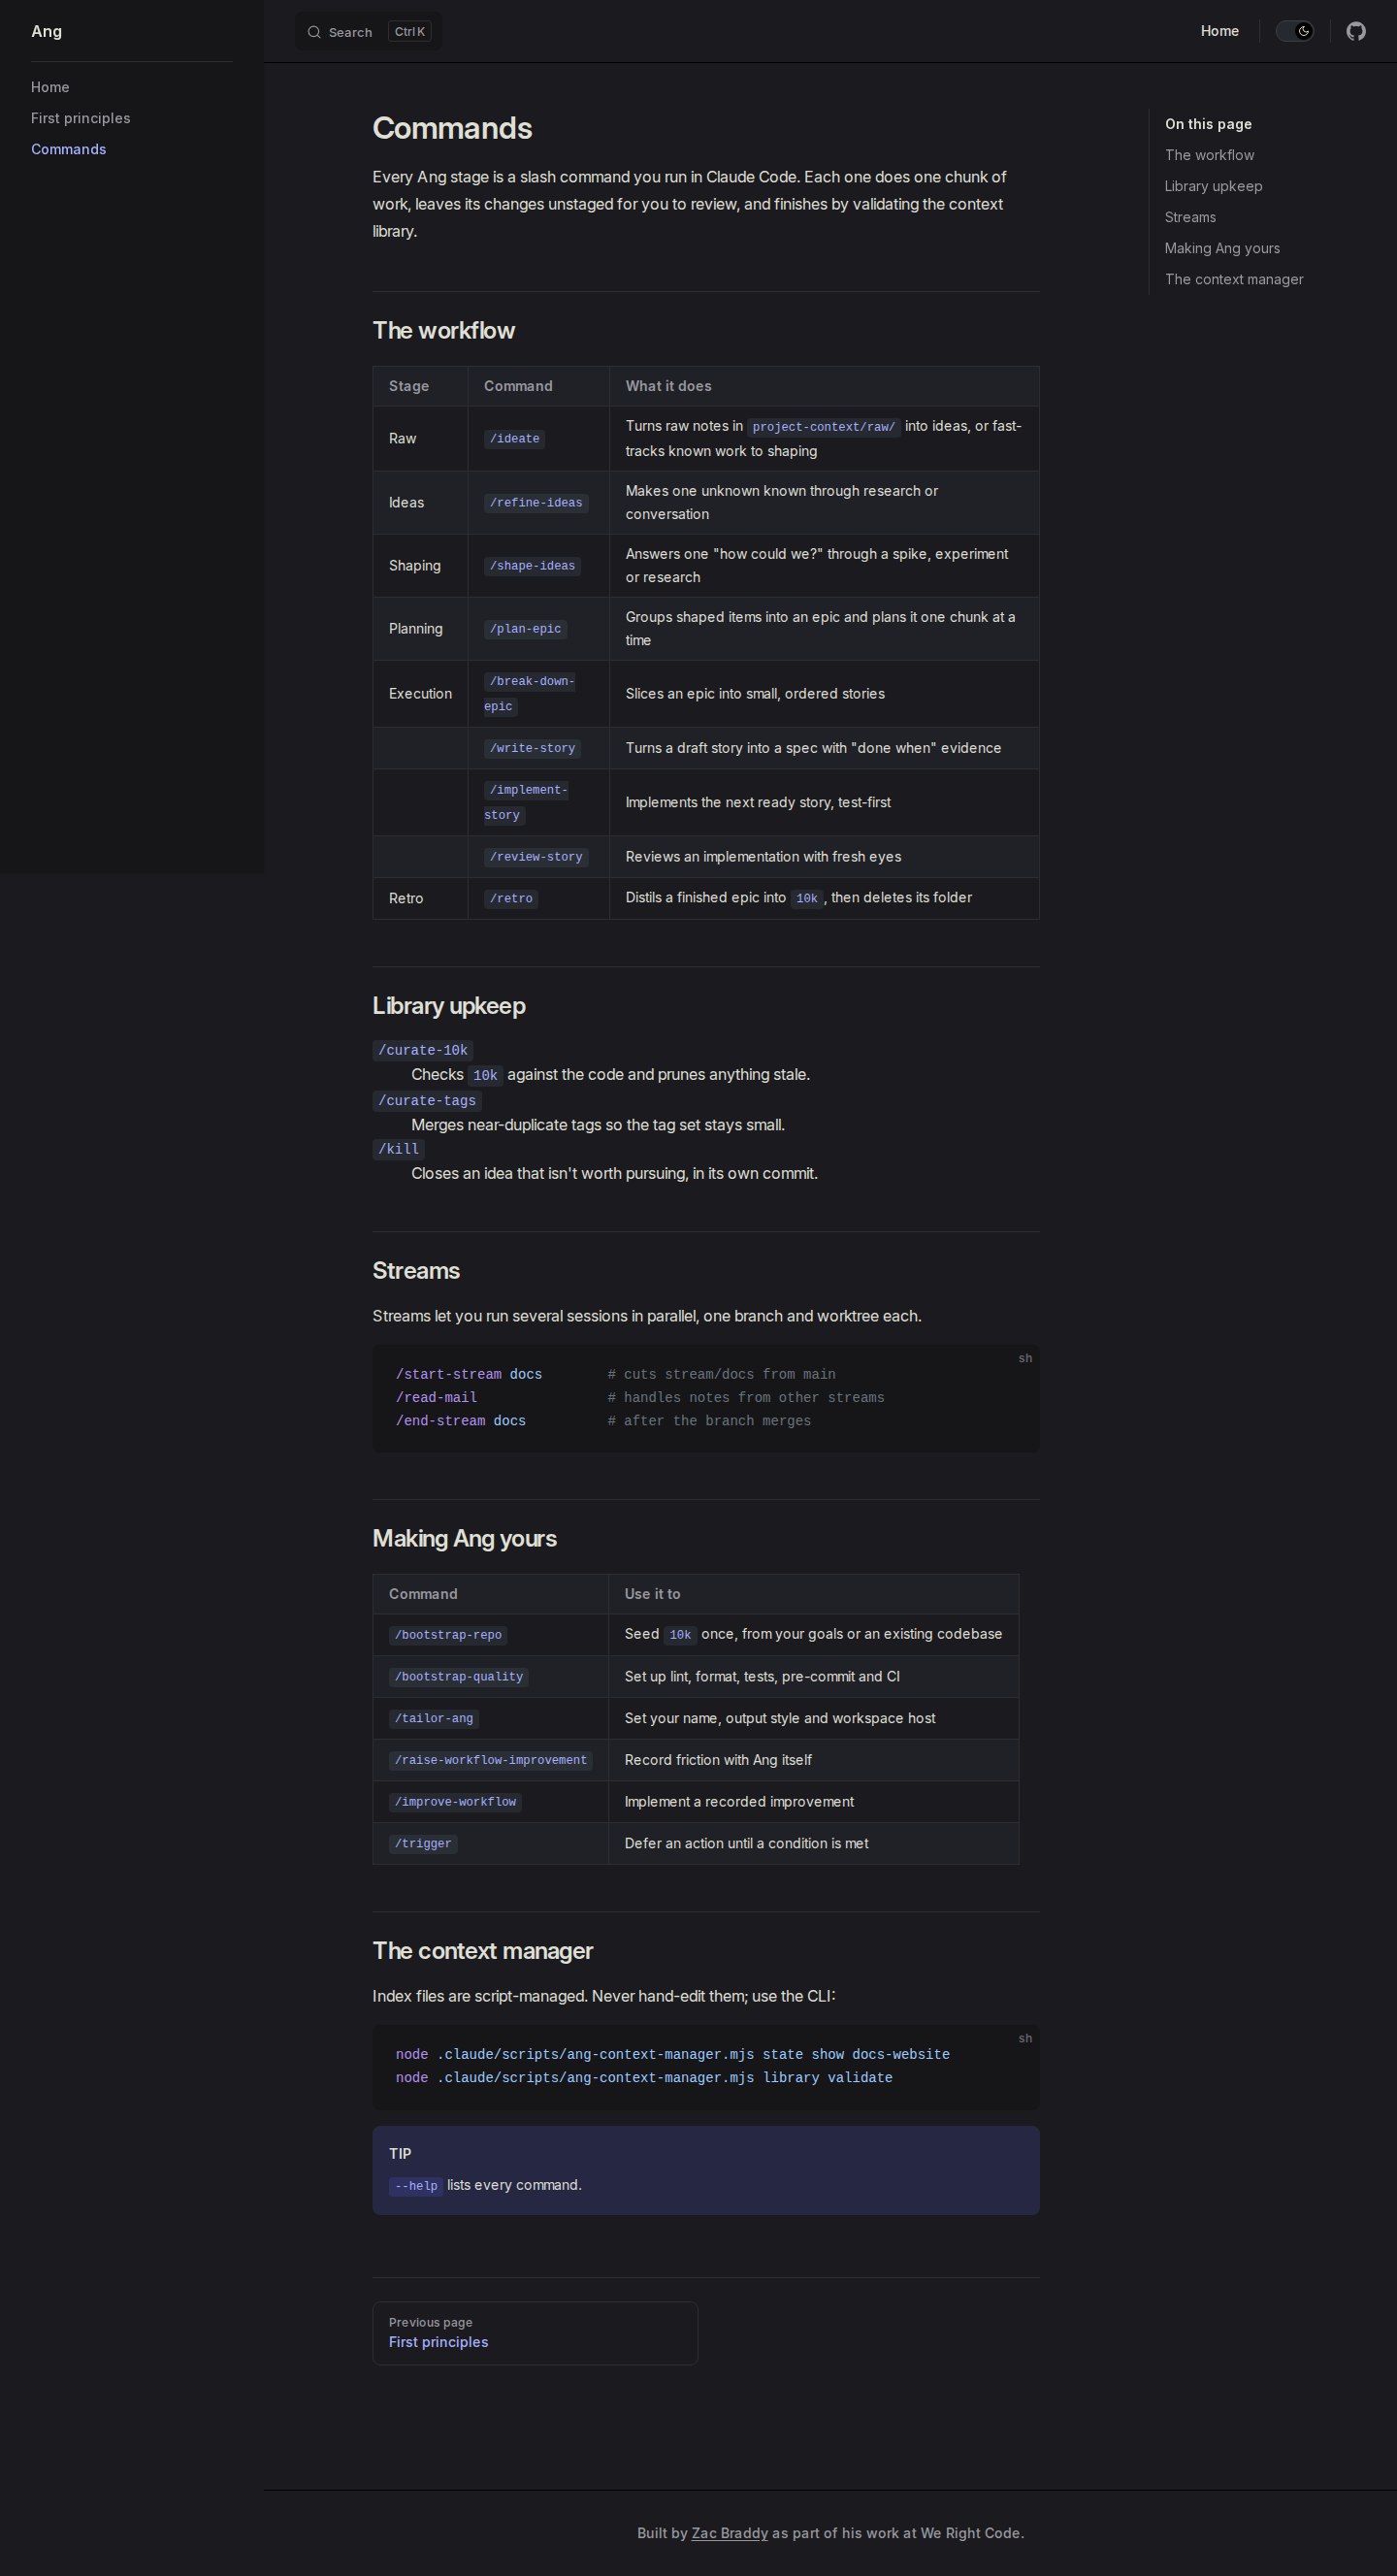 Ang
Home
First principles
Commands
Search
Ctrl K
Home
Commands
Every Ang stage is a slash command you run in Claude Code. Each one does one chunk of
work, leaves its changes unstaged for you to review, and finishes by validating the context
library.
On this page
The workflow
Library upkeep
Streams
Making Ang yours
The context manager
The workflow
Stage Command What it does
Raw /ideate Turns raw notes in project-context/raw/ into ideas, or fast-
tracks known work to shaping
Ideas /refine-ideas Makes one unknown known through research or
conversation
Shaping /shape-ideas Answers one "how could we?" through a spike, experiment
or research
Planning /plan-epic Groups shaped items into an epic and plans it one chunk at a
time
Execution /break-down-
epic Slices an epic into small, ordered stories
/write-story Turns a draft story into a spec with "done when" evidence
/implement-
story Implements the next ready story, test-first
/review-story Reviews an implementation with fresh eyes
Retro /retro Distils a finished epic into 10k, then deletes its folder
Library upkeep
/curate-10k
Checks 10k against the code and prunes anything stale.
/curate-tags
Merges near-duplicate tags so the tag set stays small.
/kill
Closes an idea that isn't worth pursuing, in its own commit.
Streams
Streams let you run several sessions in parallel, one branch and worktree each.
sh
/start-stream docs # cuts stream/docs from main
/read-mail # handles notes from other streams
/end-stream docs # after the branch merges
Making Ang yours
Command Use it to
/bootstrap-repo Seed 10k once, from your goals or an existing codebase
/bootstrap-quality Set up lint, format, tests, pre-commit and CI
/tailor-ang Set your name, output style and workspace host
/raise-workflow-improvement Record friction with Ang itself
/improve-workflow Implement a recorded improvement
/trigger Defer an action until a condition is met
The context manager
Index files are script-managed. Never hand-edit them; use the CLI:
sh
node .claude/scripts/ang-context-manager.mjs state show docs-website
node .claude/scripts/ang-context-manager.mjs library validate
TIP
--help lists every command.
Previous page
First principles
Built by Zac Braddy as part of his work at We Right Code.